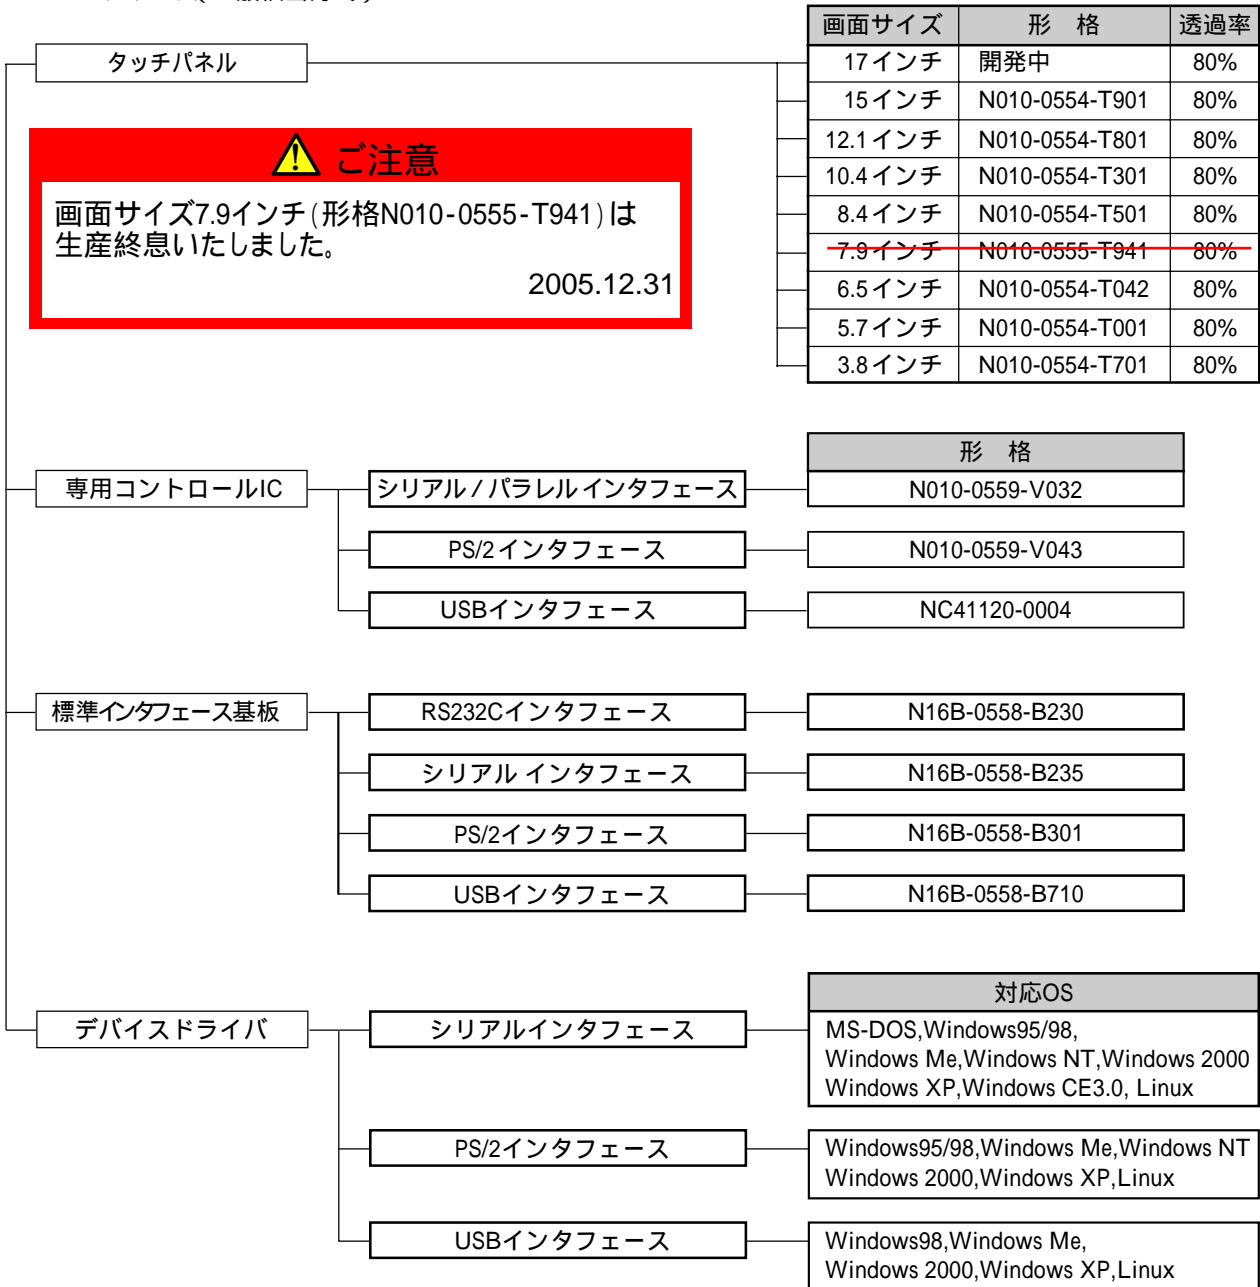 画面サイズ 形 格 透過率
タッチパネル
17インチ 開発中 80%
15インチ N010-0554-T901 80%
12.1インチ N010-0554-T801 80%
10.4インチ N010-0554-T301 80%
8.4インチ N010-0554-T501 80%
7.9インチ N010-0555-T941 80%
6.5インチ N010-0554-T042 80%
5.7インチ N010-0554-T001 80%
3.8インチ N010-0554-T701 80%
ご注意
画面サイズ7.9インチ(形格N010-0555-T941)は
生産終息いたしました。
2005.12.31
形 格
専用コントロールIC シリアル / パラレル インタフェース N010-0559-V032
PS/2インタフェース N010-0559-V043
USBインタフェース NC41120-0004
標準インタフェース基板 RS232Cインタフェース N16B-0558-B230
シリアル インタフェース N16B-0558-B235
PS/2インタフェース N16B-0558-B301
USBインタフェース N16B-0558-B710
対応OS
デバイスドライバ シリアルインタフェース MS-DOS,Windows95/98,
Windows Me,Windows NT,Windows 2000
Windows XP,Windows CE3.0, Linux
PS/2インタフェース Windows95/98,Windows Me,Windows NT
Windows 2000,Windows XP,Linux
USBインタフェース Windows98,Windows Me,
Windows 2000,Windows XP,Linux